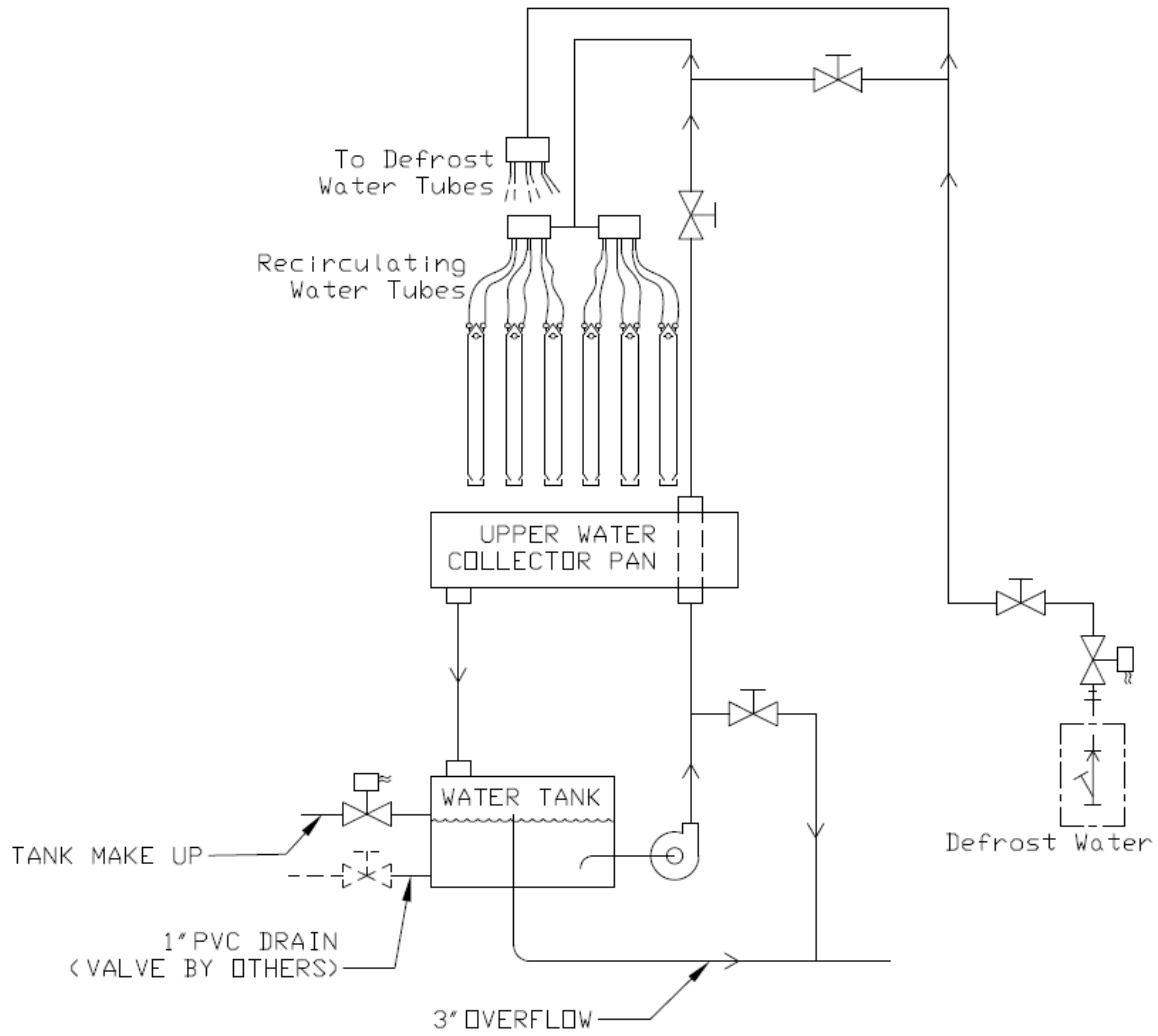 To Defrost
Water Tubes
Recirculating
Water Tubes
UPPER WATER
COLLECTOR PAN
WATER TANK
TANK MAKE UP
Defrost Water
1" PVC DRAIN
(VALVE BY OTHERS)
3" OVERFLOW